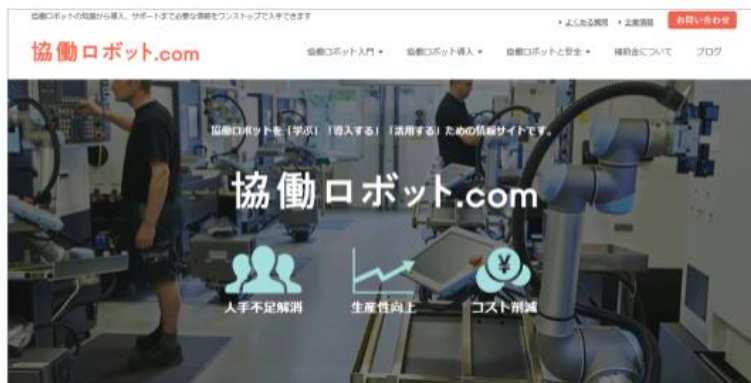 協働ロボットの知識から導入、サポートまで必要な情報をワンストップで入手できます
よくある質問
企業情報
お問い合わせ
協働ロボット.com
協働ロボット入門
協働ロボット導入
協働ロボットと安全
補助金について
ブログ
協働ロボットを「学ぶ」「導入する」「活用する」ための情報サイトです。
協働ロボット.com
人手不足解消
生産性向上
コスト削減